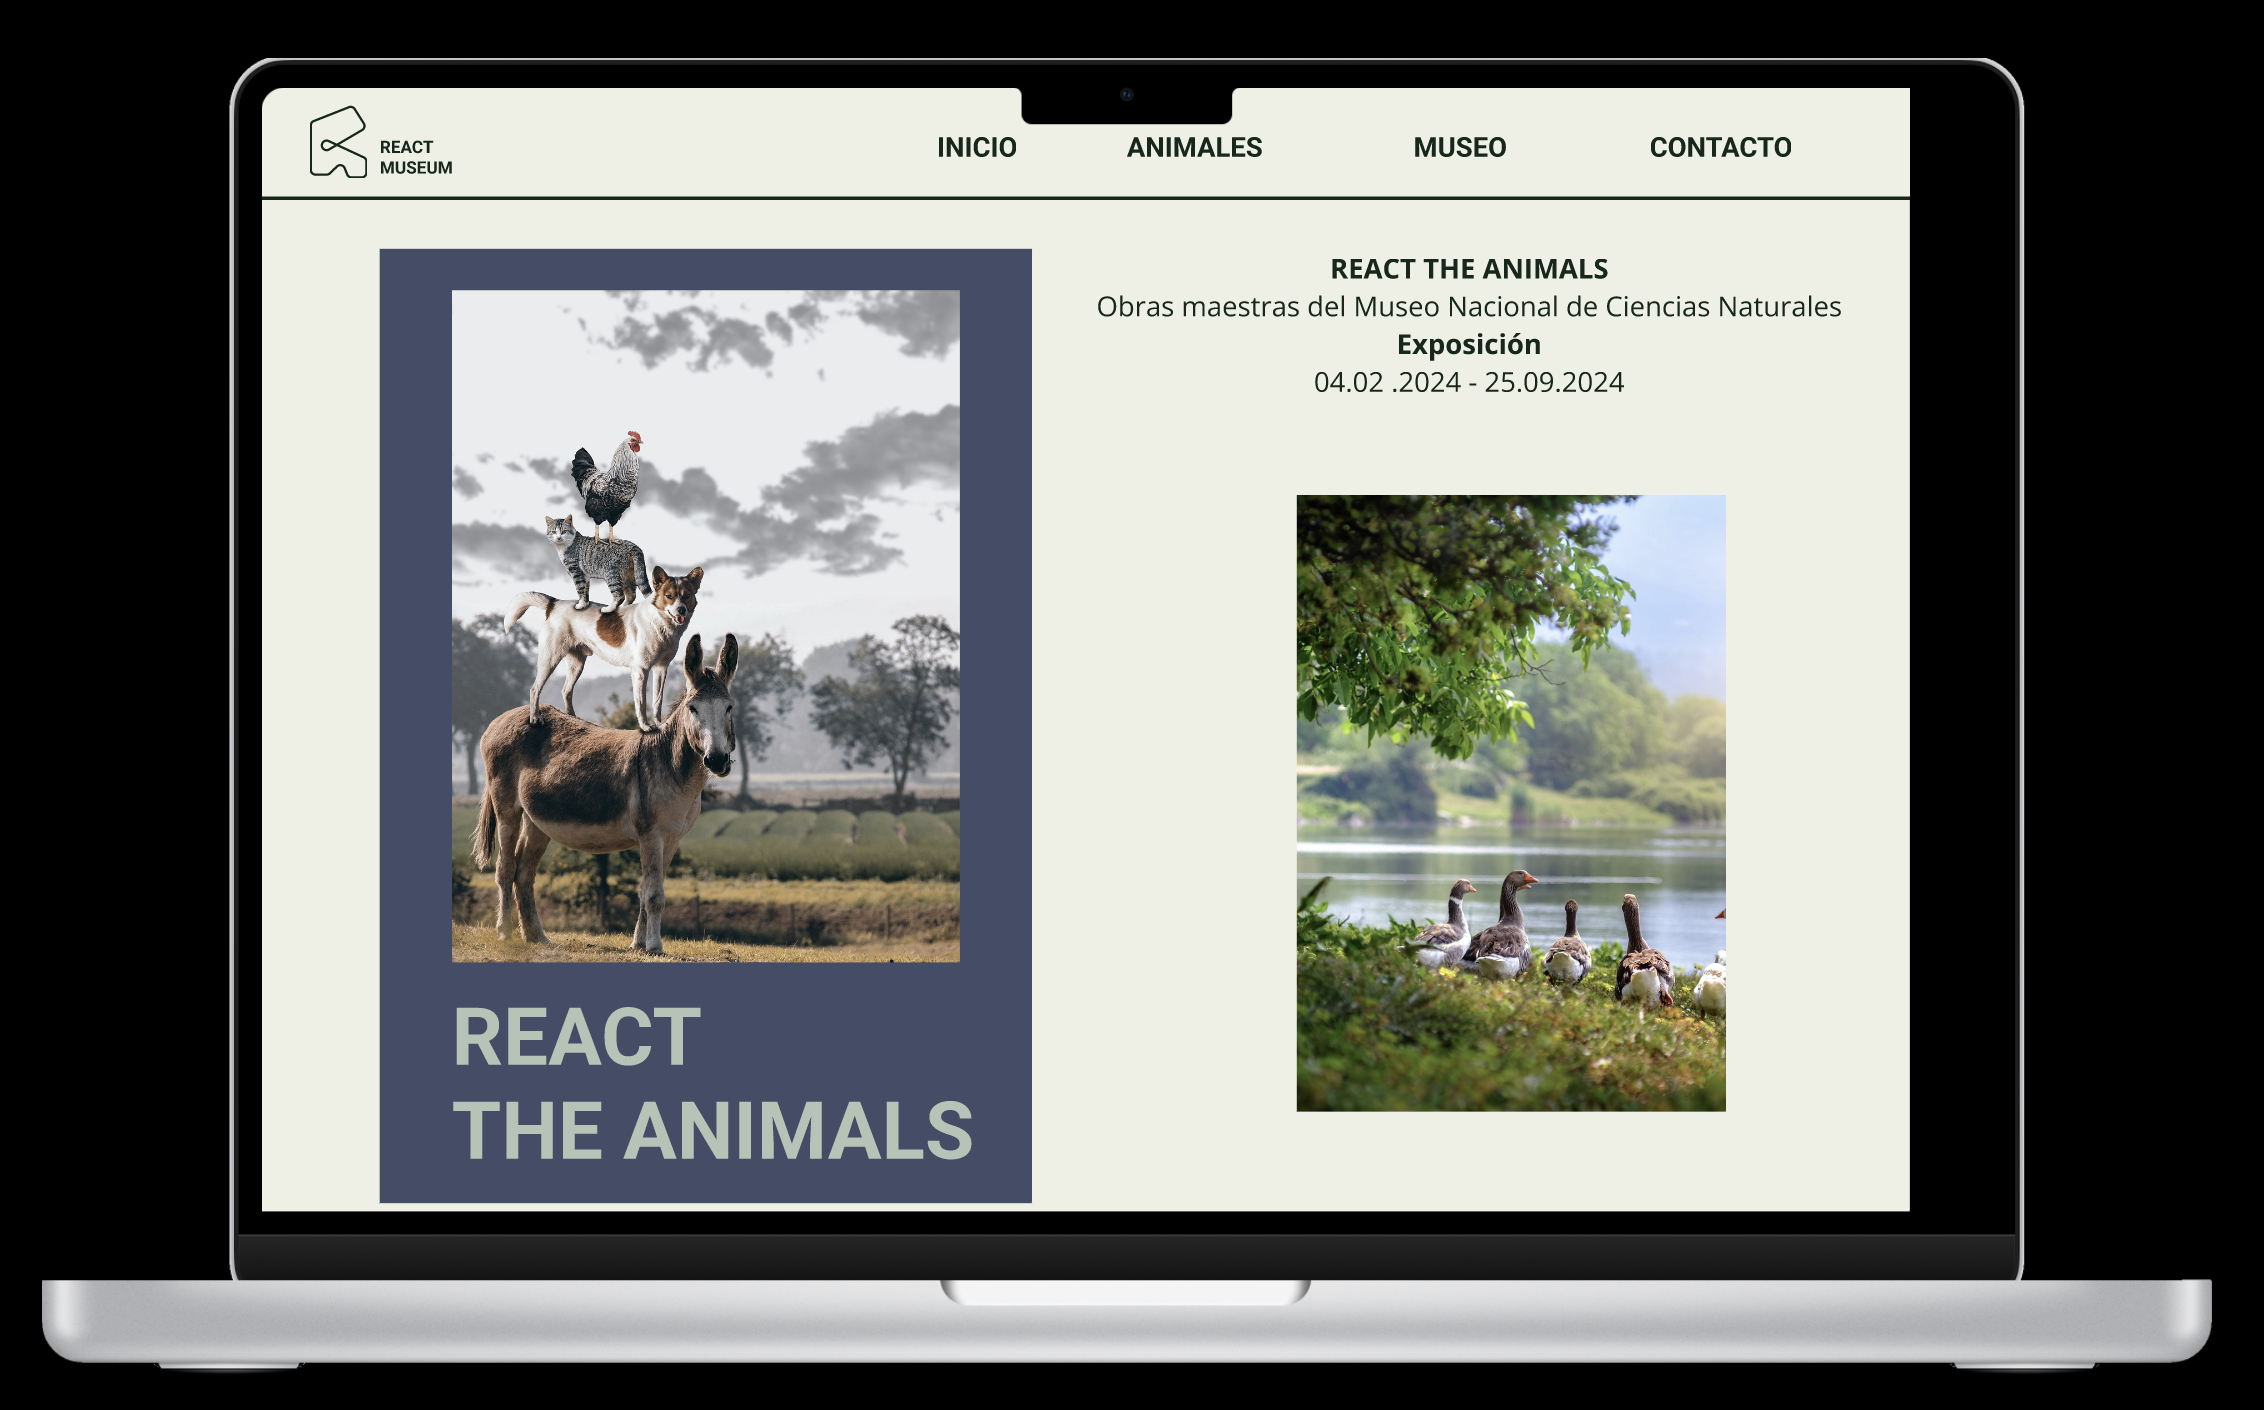 REACT
MUSEUM
INICIO ANIMALES MUSEO CONTACTO
REACT THE ANIMALS
Obras maestras del Museo Nacional de Ciencias Naturales
Exposición
04.02 .2024 - 25.09.2024
REACT
THE ANIMALS